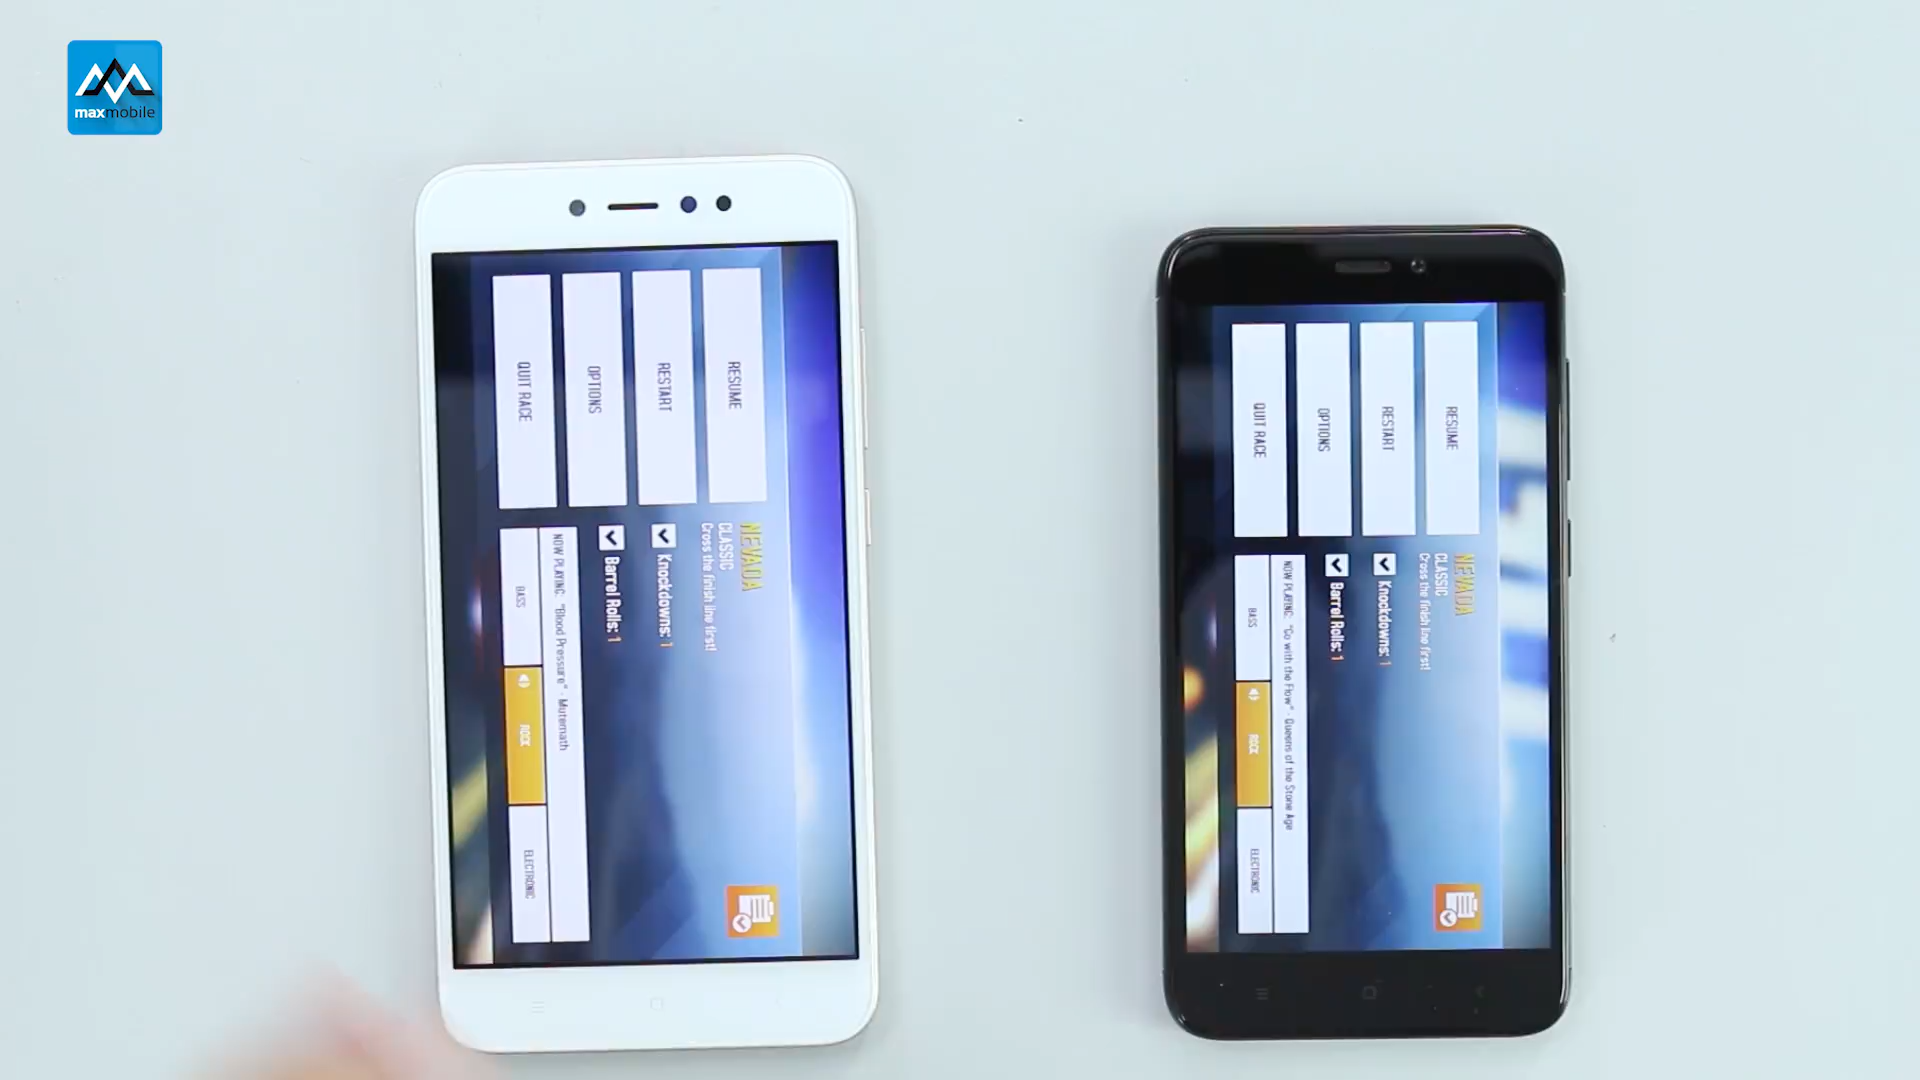 maxmobile
RESUME
RESTART
OPTIONS
QUIT RACE
NEVADA
CLASSIC
Cross the finish line first!
Knockdowns: 1
Barrel Rolls: 1
NOW PLAYING: "Blood Pressure" - Mutemath
BASS
ROCK
ELECTRONIC
RESUME
RESTART
OPTIONS
QUIT RACE
NEVADA
CLASSIC
Cross the finish line first!
Knockdowns: 1
Barrel Rolls: 1
NOW PLAYING: "Go with the Flow" - Queens of the Stone Age
BASS
ROCK
ELECTRONIC